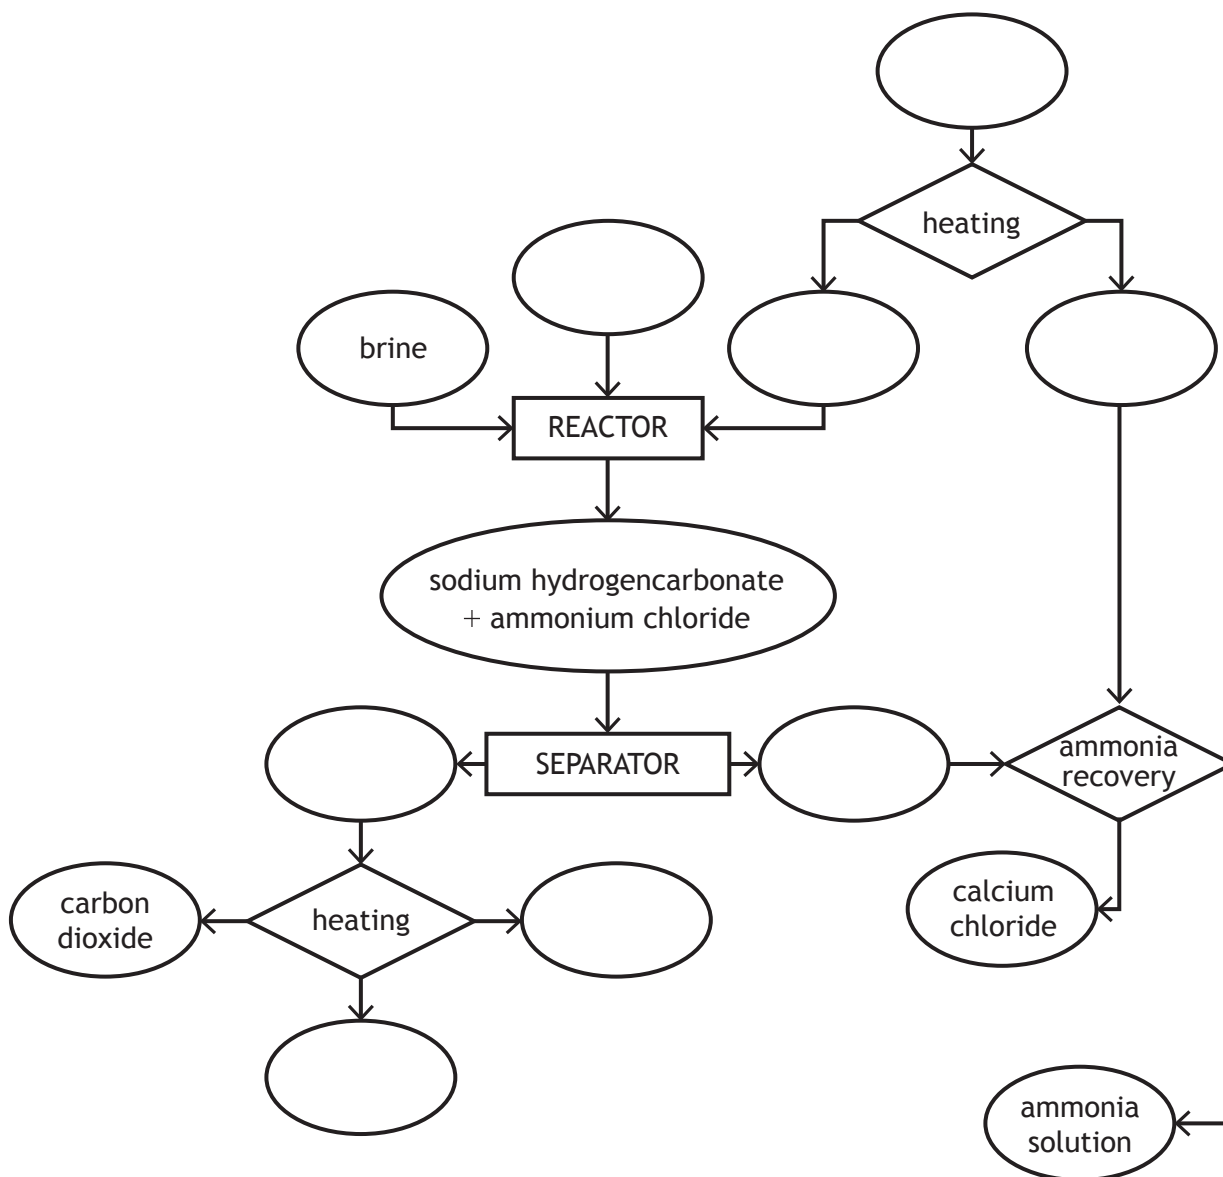 heating
brine
REACTOR
sodium hydrogencarbonate
+ ammonium chloride
SEPARATOR
ammonia
recovery
carbon
dioxide
heating
calcium
chloride
ammonia
solution